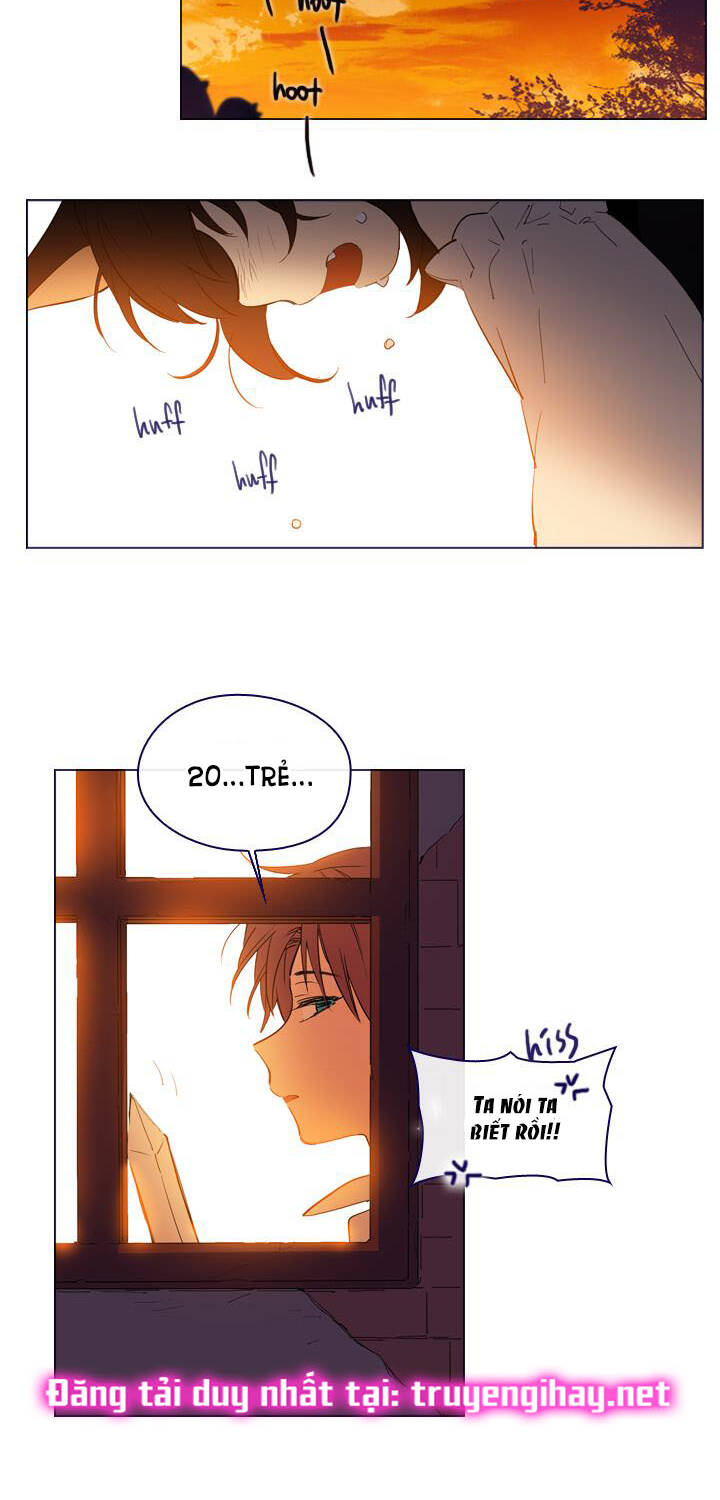 hoot
hoot
huff
huff
huff
20...TRẺ...
hiss
TA NÓI TA
BIẾT RỒI!!
Đăng tải duy nhất tại: truyengihay.net